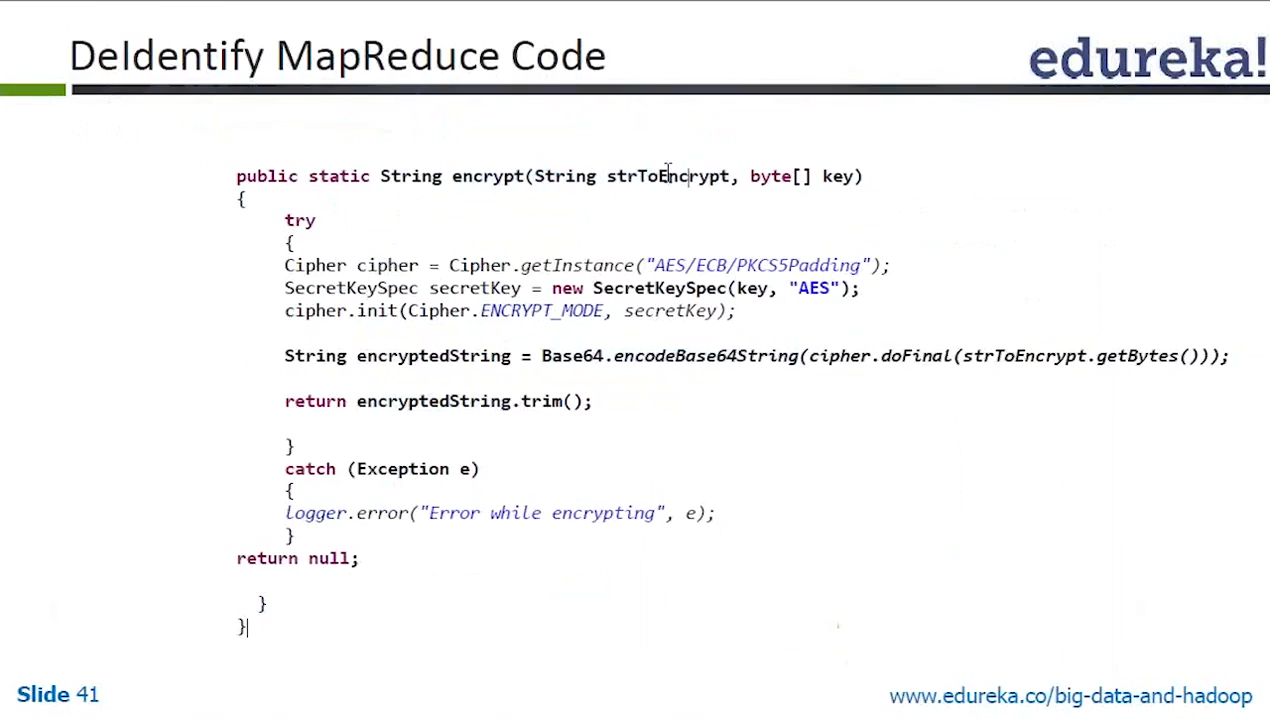 DeIdentify MapReduce Code
edureka!
public static String encrypt(String strToEncrypt, byte[] key)
{
try
{
Cipher cipher = Cipher.getInstance("AES/ECB/PKCS5Padding");
SecretKeySpec secretKey = new SecretKeySpec(key, "AES");
cipher.init(Cipher.ENCRYPT_MODE, secretKey);
String encryptedString = Base64.encodeBase64String(cipher.doFinal(strToEncrypt.getBytes()));
return encryptedString.trim();
}
catch (Exception e)
{
logger.error("Error while encrypting", e);
}
return null;
}
}
Slide 41
www.edureka.co/big-data-and-hadoop